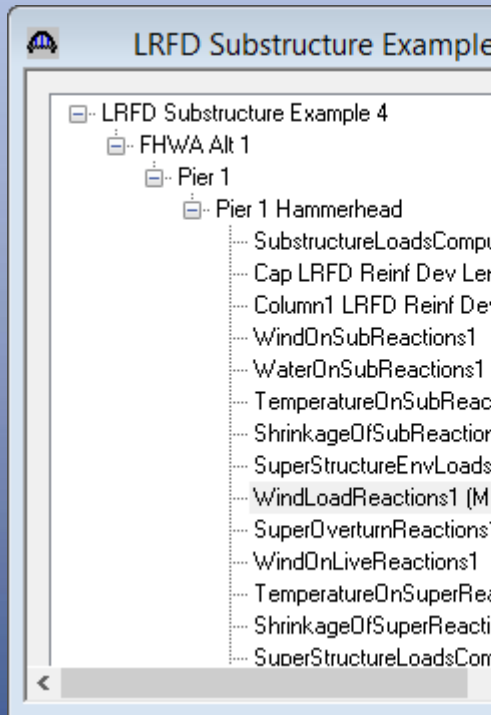 LRFD Substructure Example
LRFD Substructure Example 4
FHWA Alt 1
Pier 1
Pier 1 Hammerhead
SubstructureLoadsCompu
Cap LRFD Reinf Dev Ler
Column1 LRFD Reinf Dev
WindOnSubReactions1
WaterOnSubReactions1
TemperatureOnSubReac
ShrinkageOfSubReaction
SuperStructureEnvLoads
WindLoadReactions1 (M
SuperOverturnReactions1
WindOnLiveReactions1
TemperatureOnSuperRea
ShrinkageOfSuperReacti
SuperStructureLoadsCom